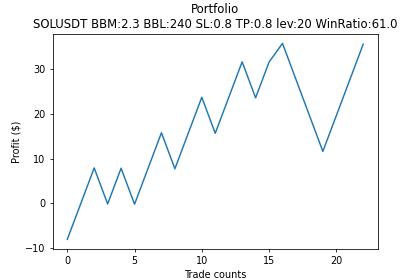 Portfolio
SOLUSDT BBM:2.3 BBL:240 SL:0.8 TP:0.8 lev:20 WinRatio:61.0
Profit ($)
30
20
10
0
−10
0 5 10 15 20
Trade counts